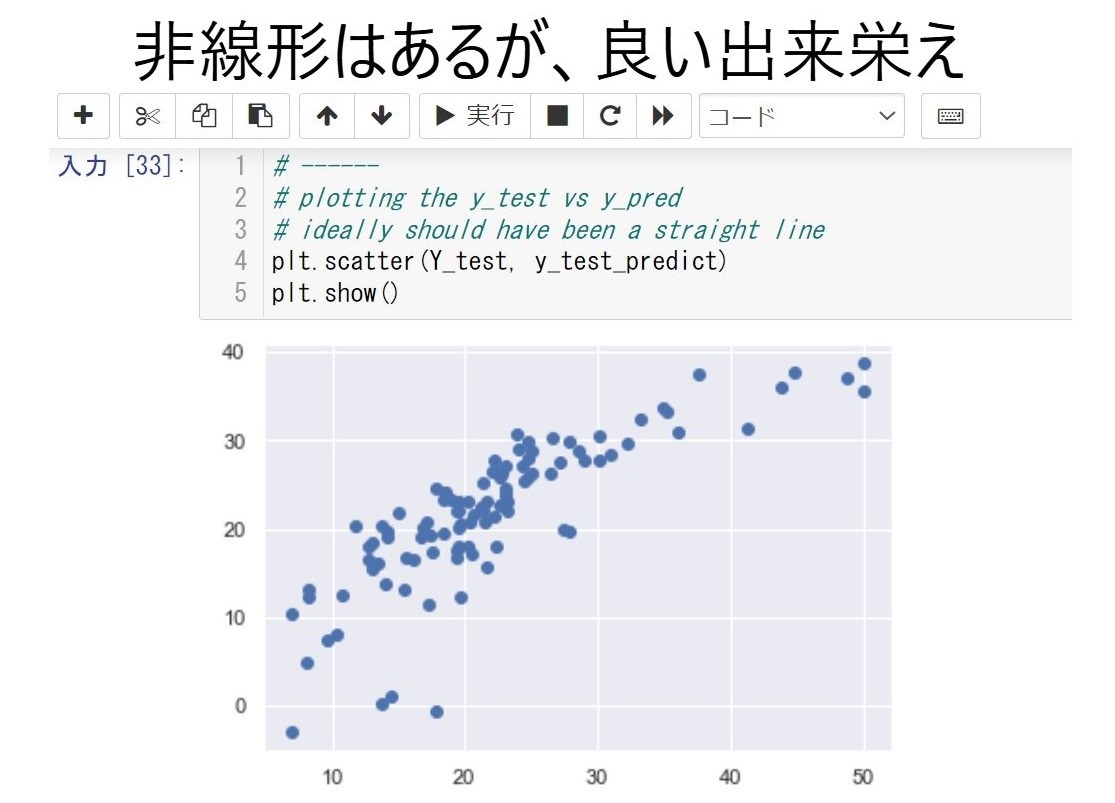 非線形はあるが、良い出来栄え
実行 コード
入力 [33]:
1 # ------
2 # plotting the y_test vs y_pred
3 # ideally should have been a straight line
4 plt.scatter(Y_test, y_test_predict)
5 plt.show()
40
30
20
10
0
10 20 30 40 50